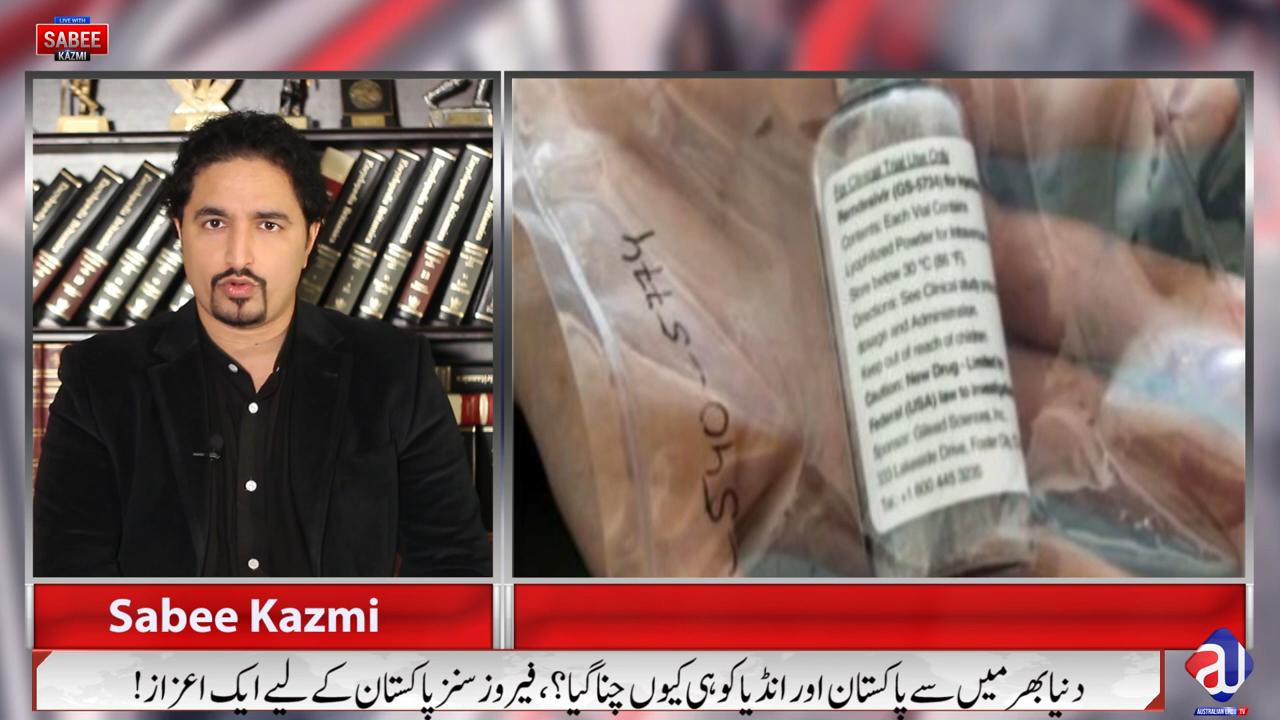 LIVE WITH
SABEE
KAZMI
For Clinical Trial Use Only
Remdesivir (GS-5734) for
Contents: Each Vial Contains
Lyophilized Powder for
Store below 30 °C (86 °F).
Directions: See Clinical study
dosage and Administration.
Keep out of reach of children.
Caution: New Drug - Limited by
Federal (USA) law to
Sponsor: Gilead Sciences, Inc.
333 Lakeside Drive, Foster City,
Tel.: +1 800 445 3235
Sabee Kazmi
دنیا بھر میں سے پاکستان اور انڈیا کو ہی کیوں چنا گیا؟، فیروز سنز پاکستان کے لیے ایک اعزاز!
AUSTRALIAN URDU TV